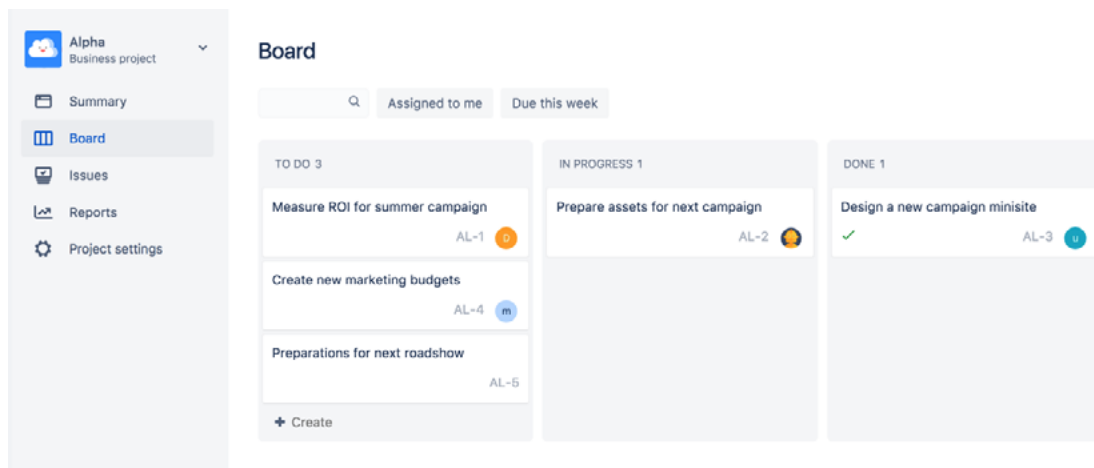 Alpha
Business project
Summary
Board
Issues
Reports
Project settings
Board
Assigned to me
Due this week
TO DO 3
Measure ROI for summer campaign
AL-1 D
Create new marketing budgets
AL-4 m
Preparations for next roadshow
AL-5
Create
IN PROGRESS 1
Prepare assets for next campaign
AL-2
DONE 1
Design a new campaign minisite
AL-3 u